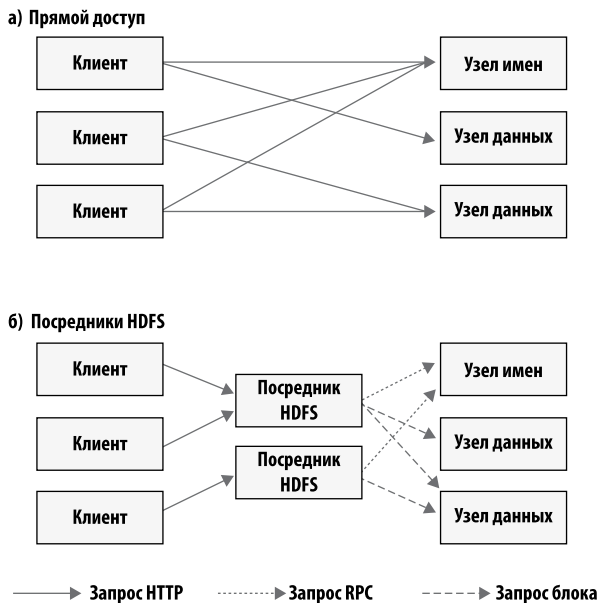 а) Прямой доступ
Клиент
Узел имен
Клиент
Узел данных
Клиент
Узел данных
б) Посредники HDFS
Клиент
Посредник
HDFS
Узел имен
Клиент
Узел данных
Посредник
HDFS
Клиент
Узел данных
Запрос HTTP
Запрос RPC
Запрос блока